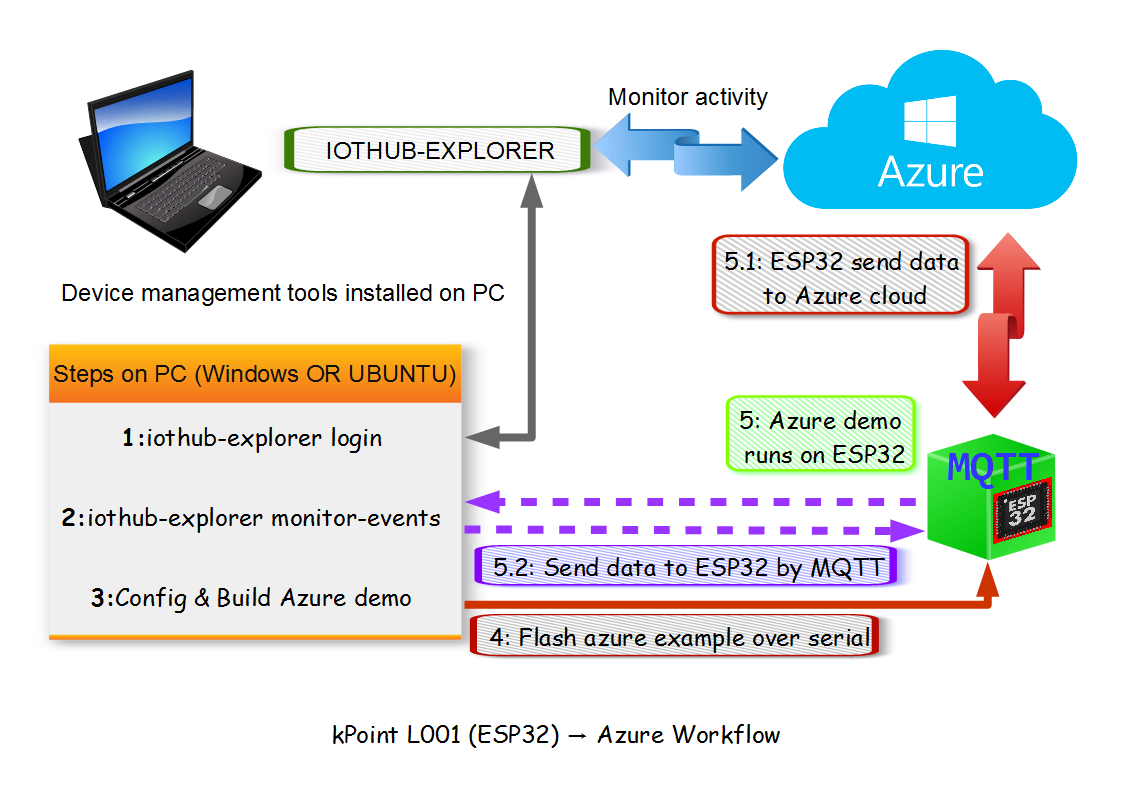 Monitor activity
IOTHUB-EXPLORER
Azure
5.1: ESP32 send data
to Azure cloud
Device management tools installed on PC
Steps on PC (Windows OR UBUNTU)
1:iothub-explorer login
2:iothub-explorer monitor-events
3:Config & Build Azure demo
5: Azure demo
runs on ESP32
MQTT
ESP
32
5.2: Send data to ESP32 by MQTT
4: Flash azure example over serial
kPoint L001 (ESP32) → Azure Workflow